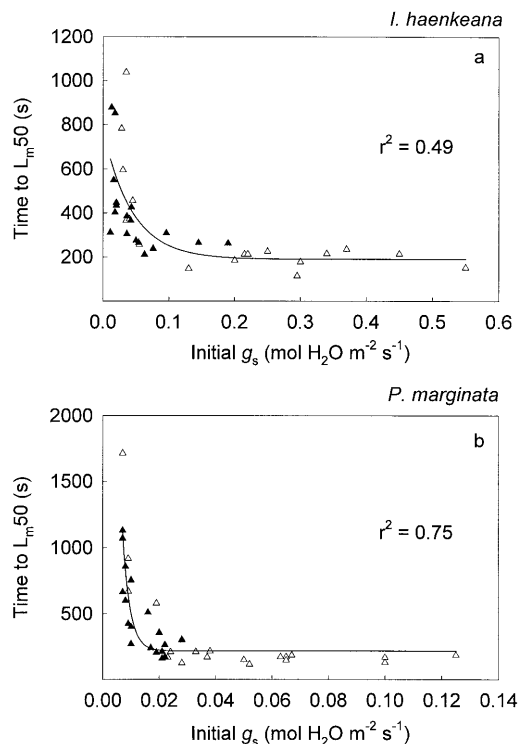 I. haenkeana
1200
a
1000
800
r² = 0.49
600
400
200
0.0 0.1 0.2 0.3 0.4 0.5 0.6
Time to Lm50 (s)
Initial gs (mol H2O m-2 s-1)
P. marginata
2000
b
1500
r² = 0.75
1000
500
0.00 0.02 0.04 0.06 0.08 0.10 0.12 0.14
Time to Lm50 (s)
Initial gs (mol H2O m-2 s-1)